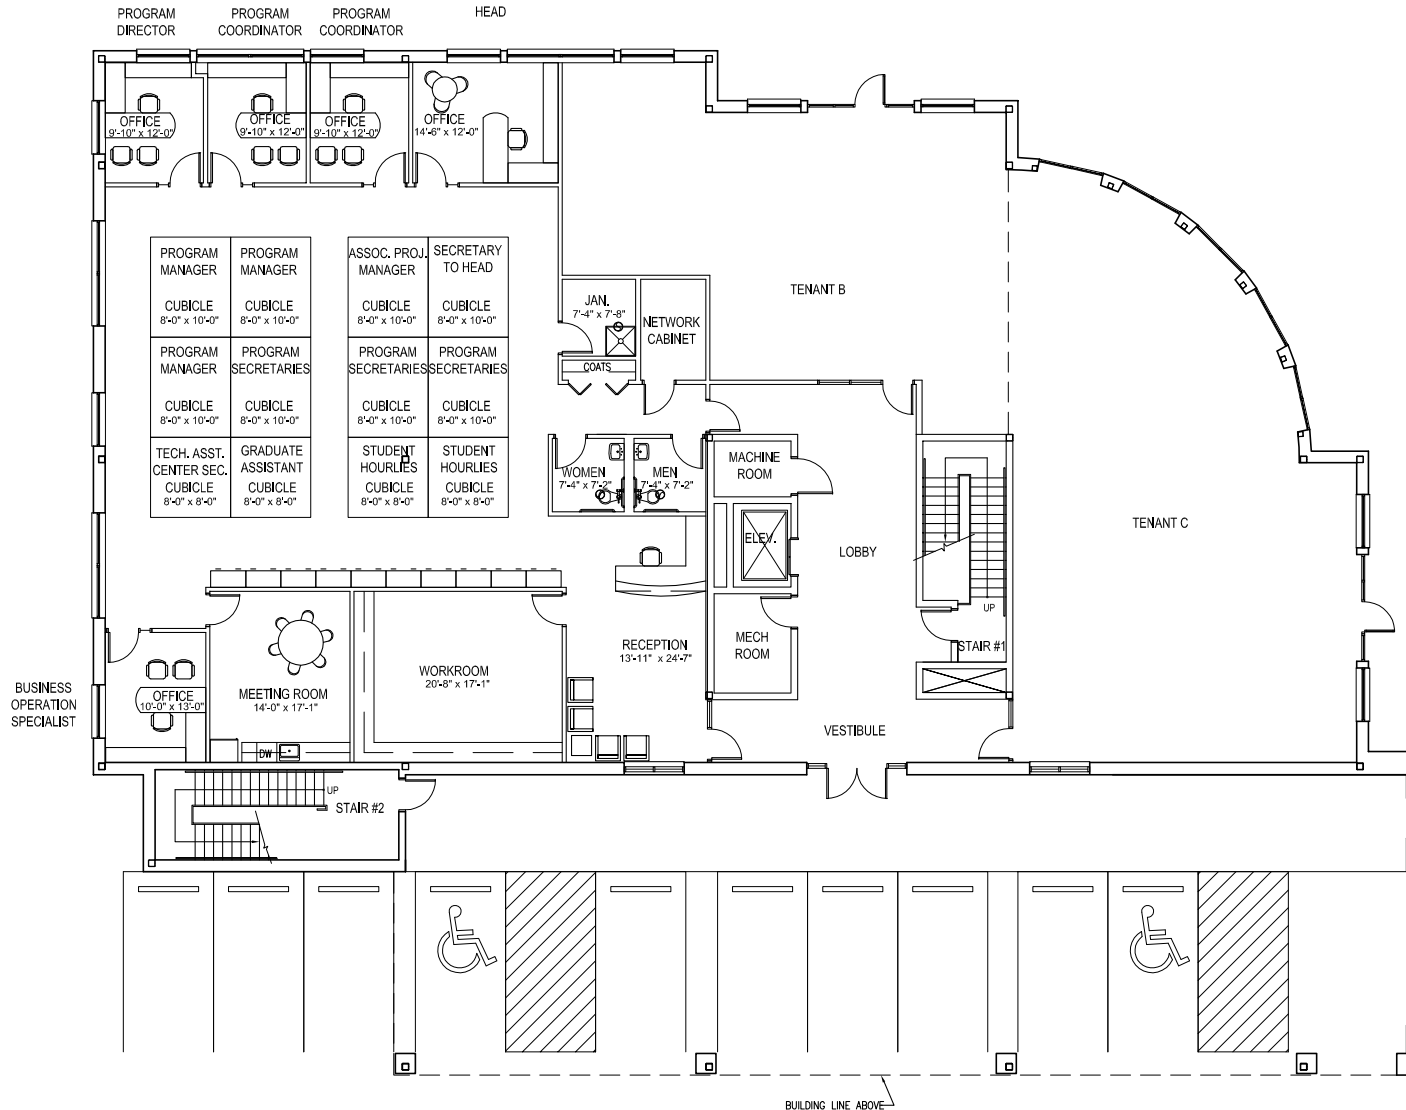 PROGRAM
DIRECTOR
PROGRAM
COORDINATOR
PROGRAM
COORDINATOR
HEAD
OFFICE
9'-10" x 12'-0"
OFFICE
9'-10" x 12'-0"
OFFICE
9'-10" x 12'-0"
OFFICE
14'-6" x 12'-0"
PROGRAM
MANAGER
CUBICLE
8'-0" x 10'-0"
PROGRAM
MANAGER
CUBICLE
8'-0" x 10'-0"
ASSOC. PROJ.
MANAGER
CUBICLE
8'-0" x 10'-0"
SECRETARY
TO HEAD
CUBICLE
8'-0" x 10'-0"
PROGRAM
MANAGER
CUBICLE
8'-0" x 10'-0"
PROGRAM
SECRETARIES
CUBICLE
8'-0" x 10'-0"
PROGRAM
SECRETARIES
CUBICLE
8'-0" x 10'-0"
PROGRAM
SECRETARIES
CUBICLE
8'-0" x 10'-0"
TECH. ASST.
CENTER SEC.
CUBICLE
8'-0" x 8'-0"
GRADUATE
ASSISTANT
CUBICLE
8'-0" x 8'-0"
STUDENT
HOURLIES
CUBICLE
8'-0" x 8'-0"
STUDENT
HOURLIES
CUBICLE
8'-0" x 8'-0"
JAN.
7'-4" x 7'-8"
NETWORK
CABINET
COATS
TENANT B
WOMEN
7'-4" x 7'-2"
MEN
7'-4" x 7'-2"
MACHINE
ROOM
ELEV.
LOBBY
TENANT C
UP
STAIR #1
MECH
ROOM
RECEPTION
13'-11" x 24'-7"
WORKROOM
20'-8" x 17'-1"
MEETING ROOM
14'-0" x 17'-1"
DW
BUSINESS
OPERATION
SPECIALIST
OFFICE
10'-0" x 13'-0"
VESTIBULE
UP
STAIR #2
BUILDING LINE ABOVE